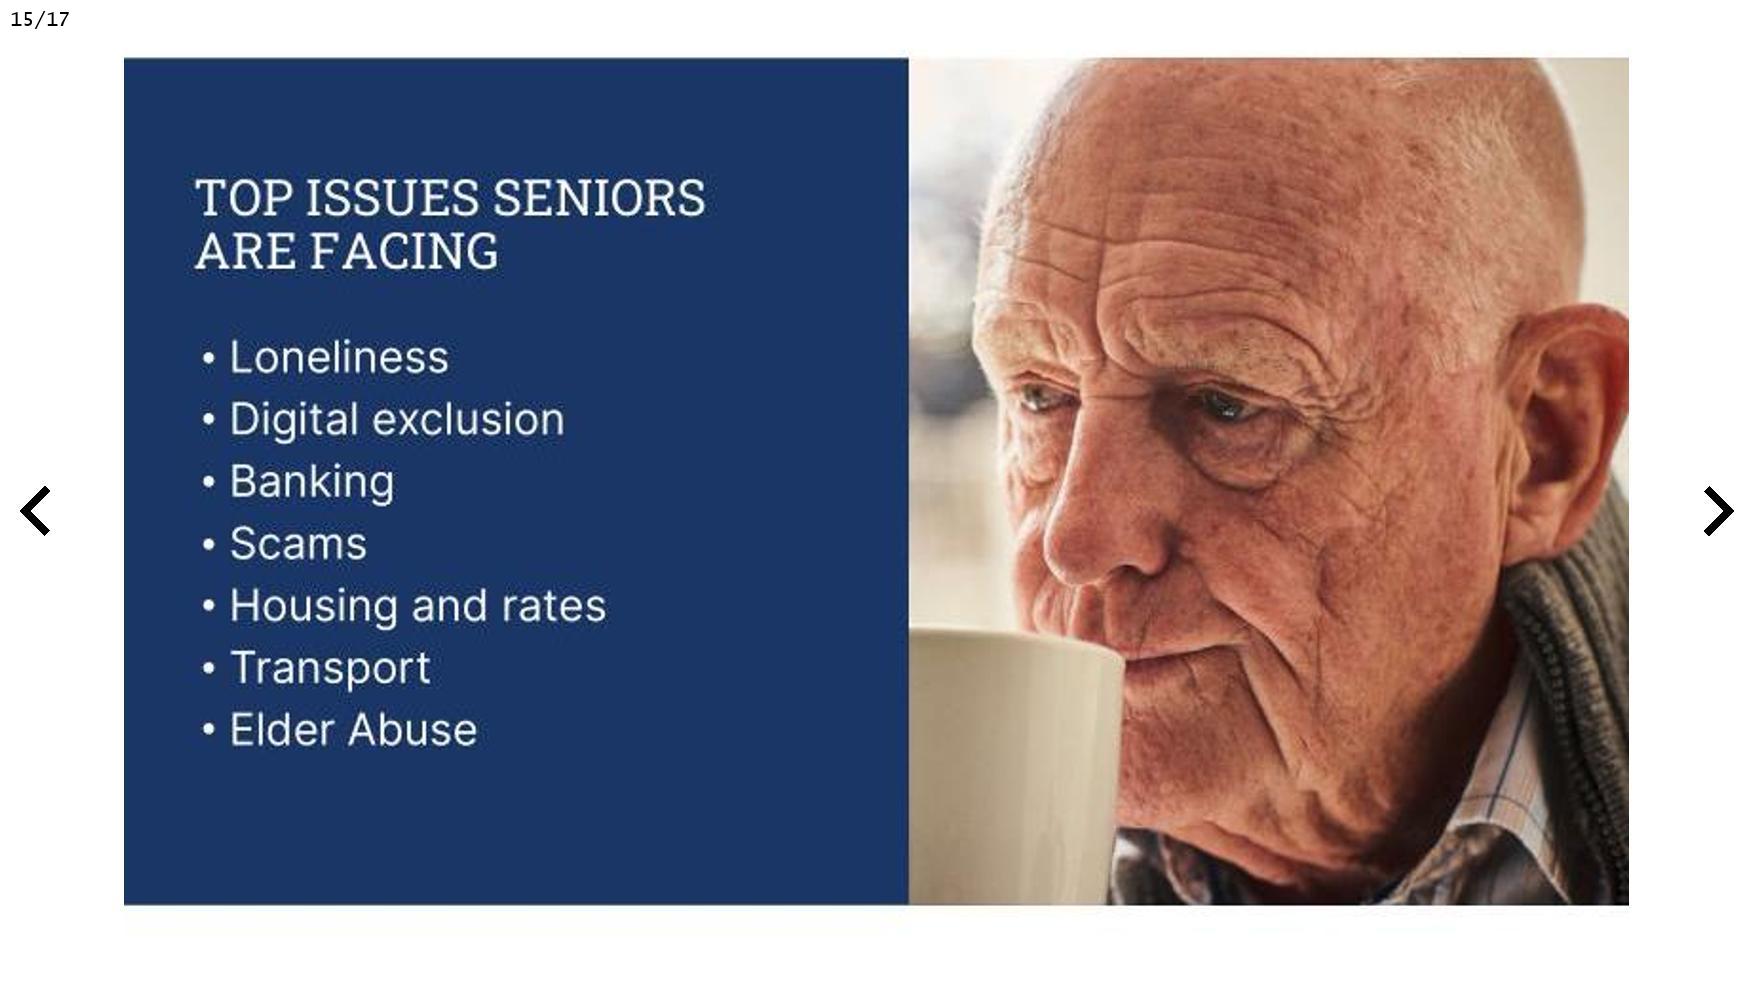 15/17
TOP ISSUES SENIORS
ARE FACING
• Loneliness
• Digital exclusion
• Banking
• Scams
• Housing and rates
• Transport
• Elder Abuse